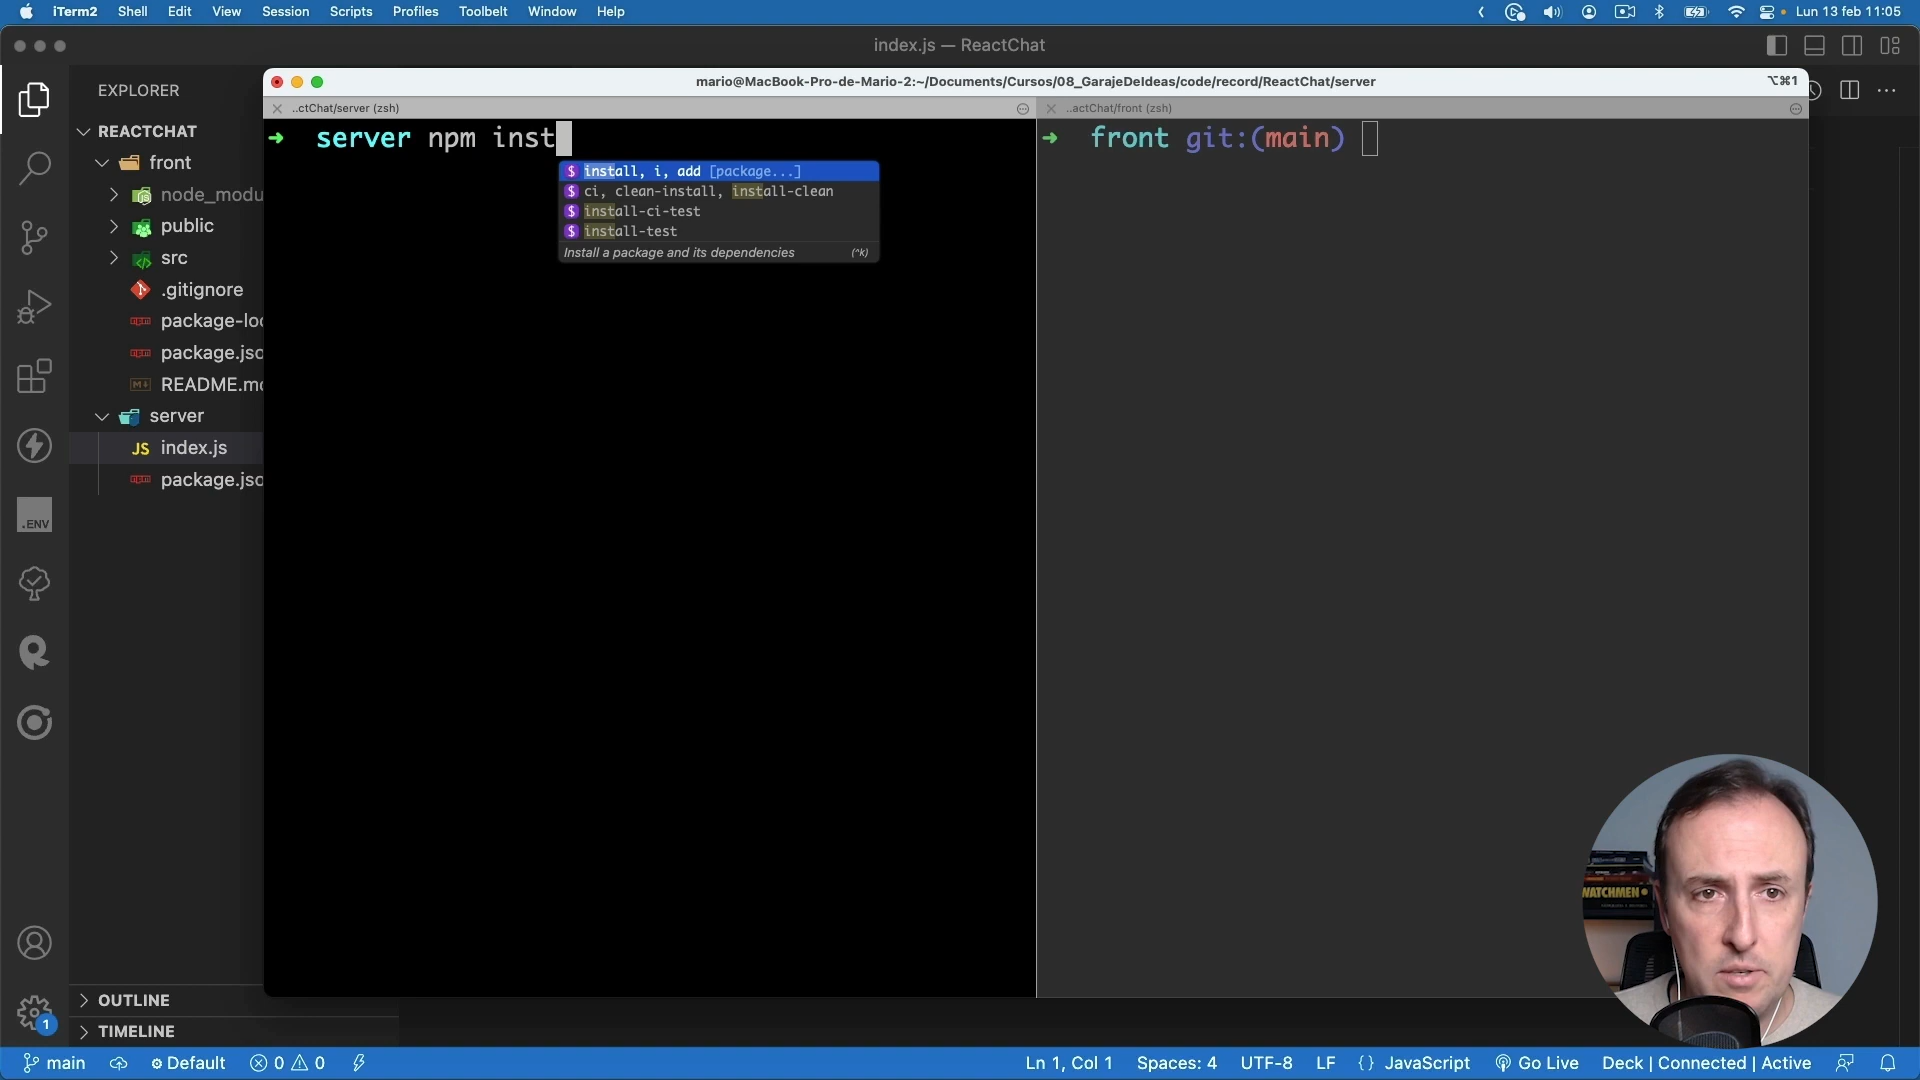 iTerm2 Shell Edit View Session Scripts Profiles Toolbelt Window Help Lun 13 feb 11:05
index.js — ReactChat
EXPLORER
REACTCHAT
front
node_modu
public
src
.gitignore
package-loc
package.jso
README.md
server
JS index.js
package.jso
.ENV
OUTLINE
TIMELINE
1
mario@MacBook-Pro-de-Mario-2:~/Documents/Cursos/08_GarajeDeIdeas/code/record/ReactChat/server ⌥⌘1
..ctChat/server (zsh)
..actChat/front (zsh)
➜ server npm inst
➜ front git:(main)
$ install, i, add [package...]
$ ci, clean-install, install-clean
$ install-ci-test
$ install-test
Install a package and its dependencies (^k)
WATCHMEN
main Default 0 0 Ln 1, Col 1 Spaces: 4 UTF-8 LF {} JavaScript Go Live Deck | Connected | Active